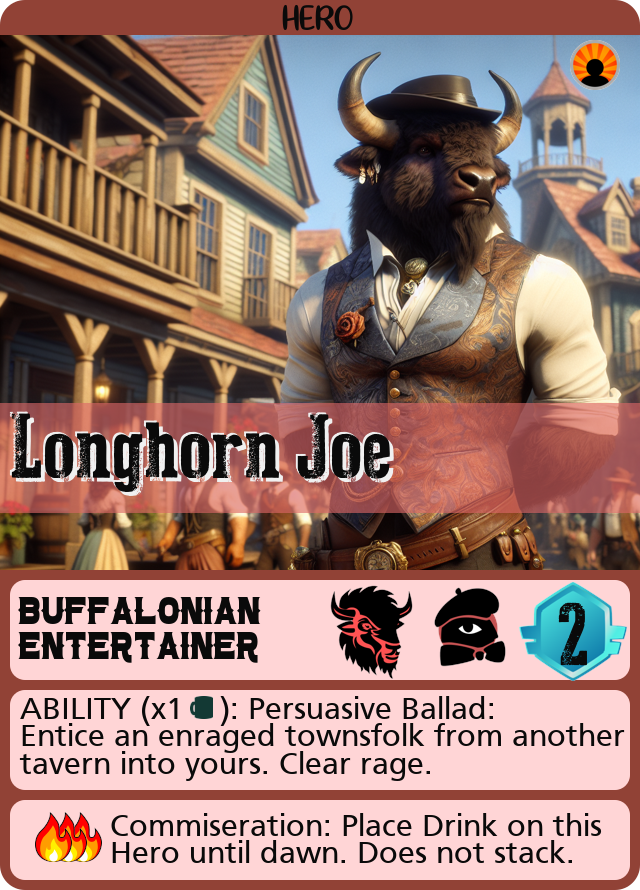 HERO
Longhorn Joe
BUFFALONIAN
ENTERTAINER
2
ABILITY (x1 ): Persuasive Ballad:
Entice an enraged townsfolk from another
tavern into yours. Clear rage.
Commiseration: Place Drink on this
Hero until dawn. Does not stack.